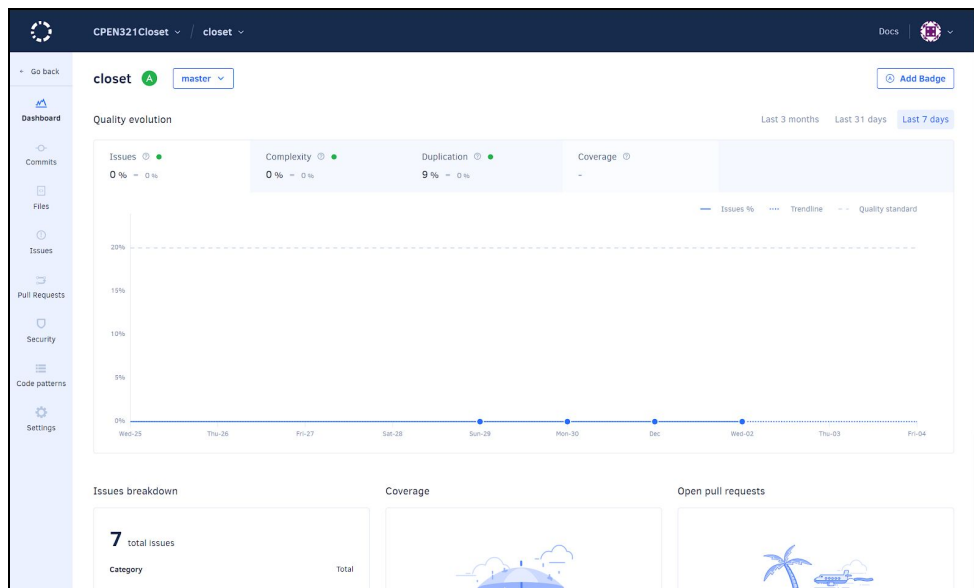 CPEN321Closet / closet Docs
← Go back
closet A master Add Badge
Dashboard
Quality evolution Last 3 months Last 31 days Last 7 days
Commits
Issues Complexity Duplication Coverage
0 % – 0 % 0 % – 0 % 9 % – 0 % –
Files
Issues % Trendline Quality standard
Issues
20%
Pull Requests
15%
Security
10%
Code patterns
5%
Settings
0%
Wed-25 Thu-26 Fri-27 Sat-28 Sun-29 Mon-30 Dec Wed-02 Thu-03 Fri-04
Issues breakdown Coverage Open pull requests
7 total issues
Category Total